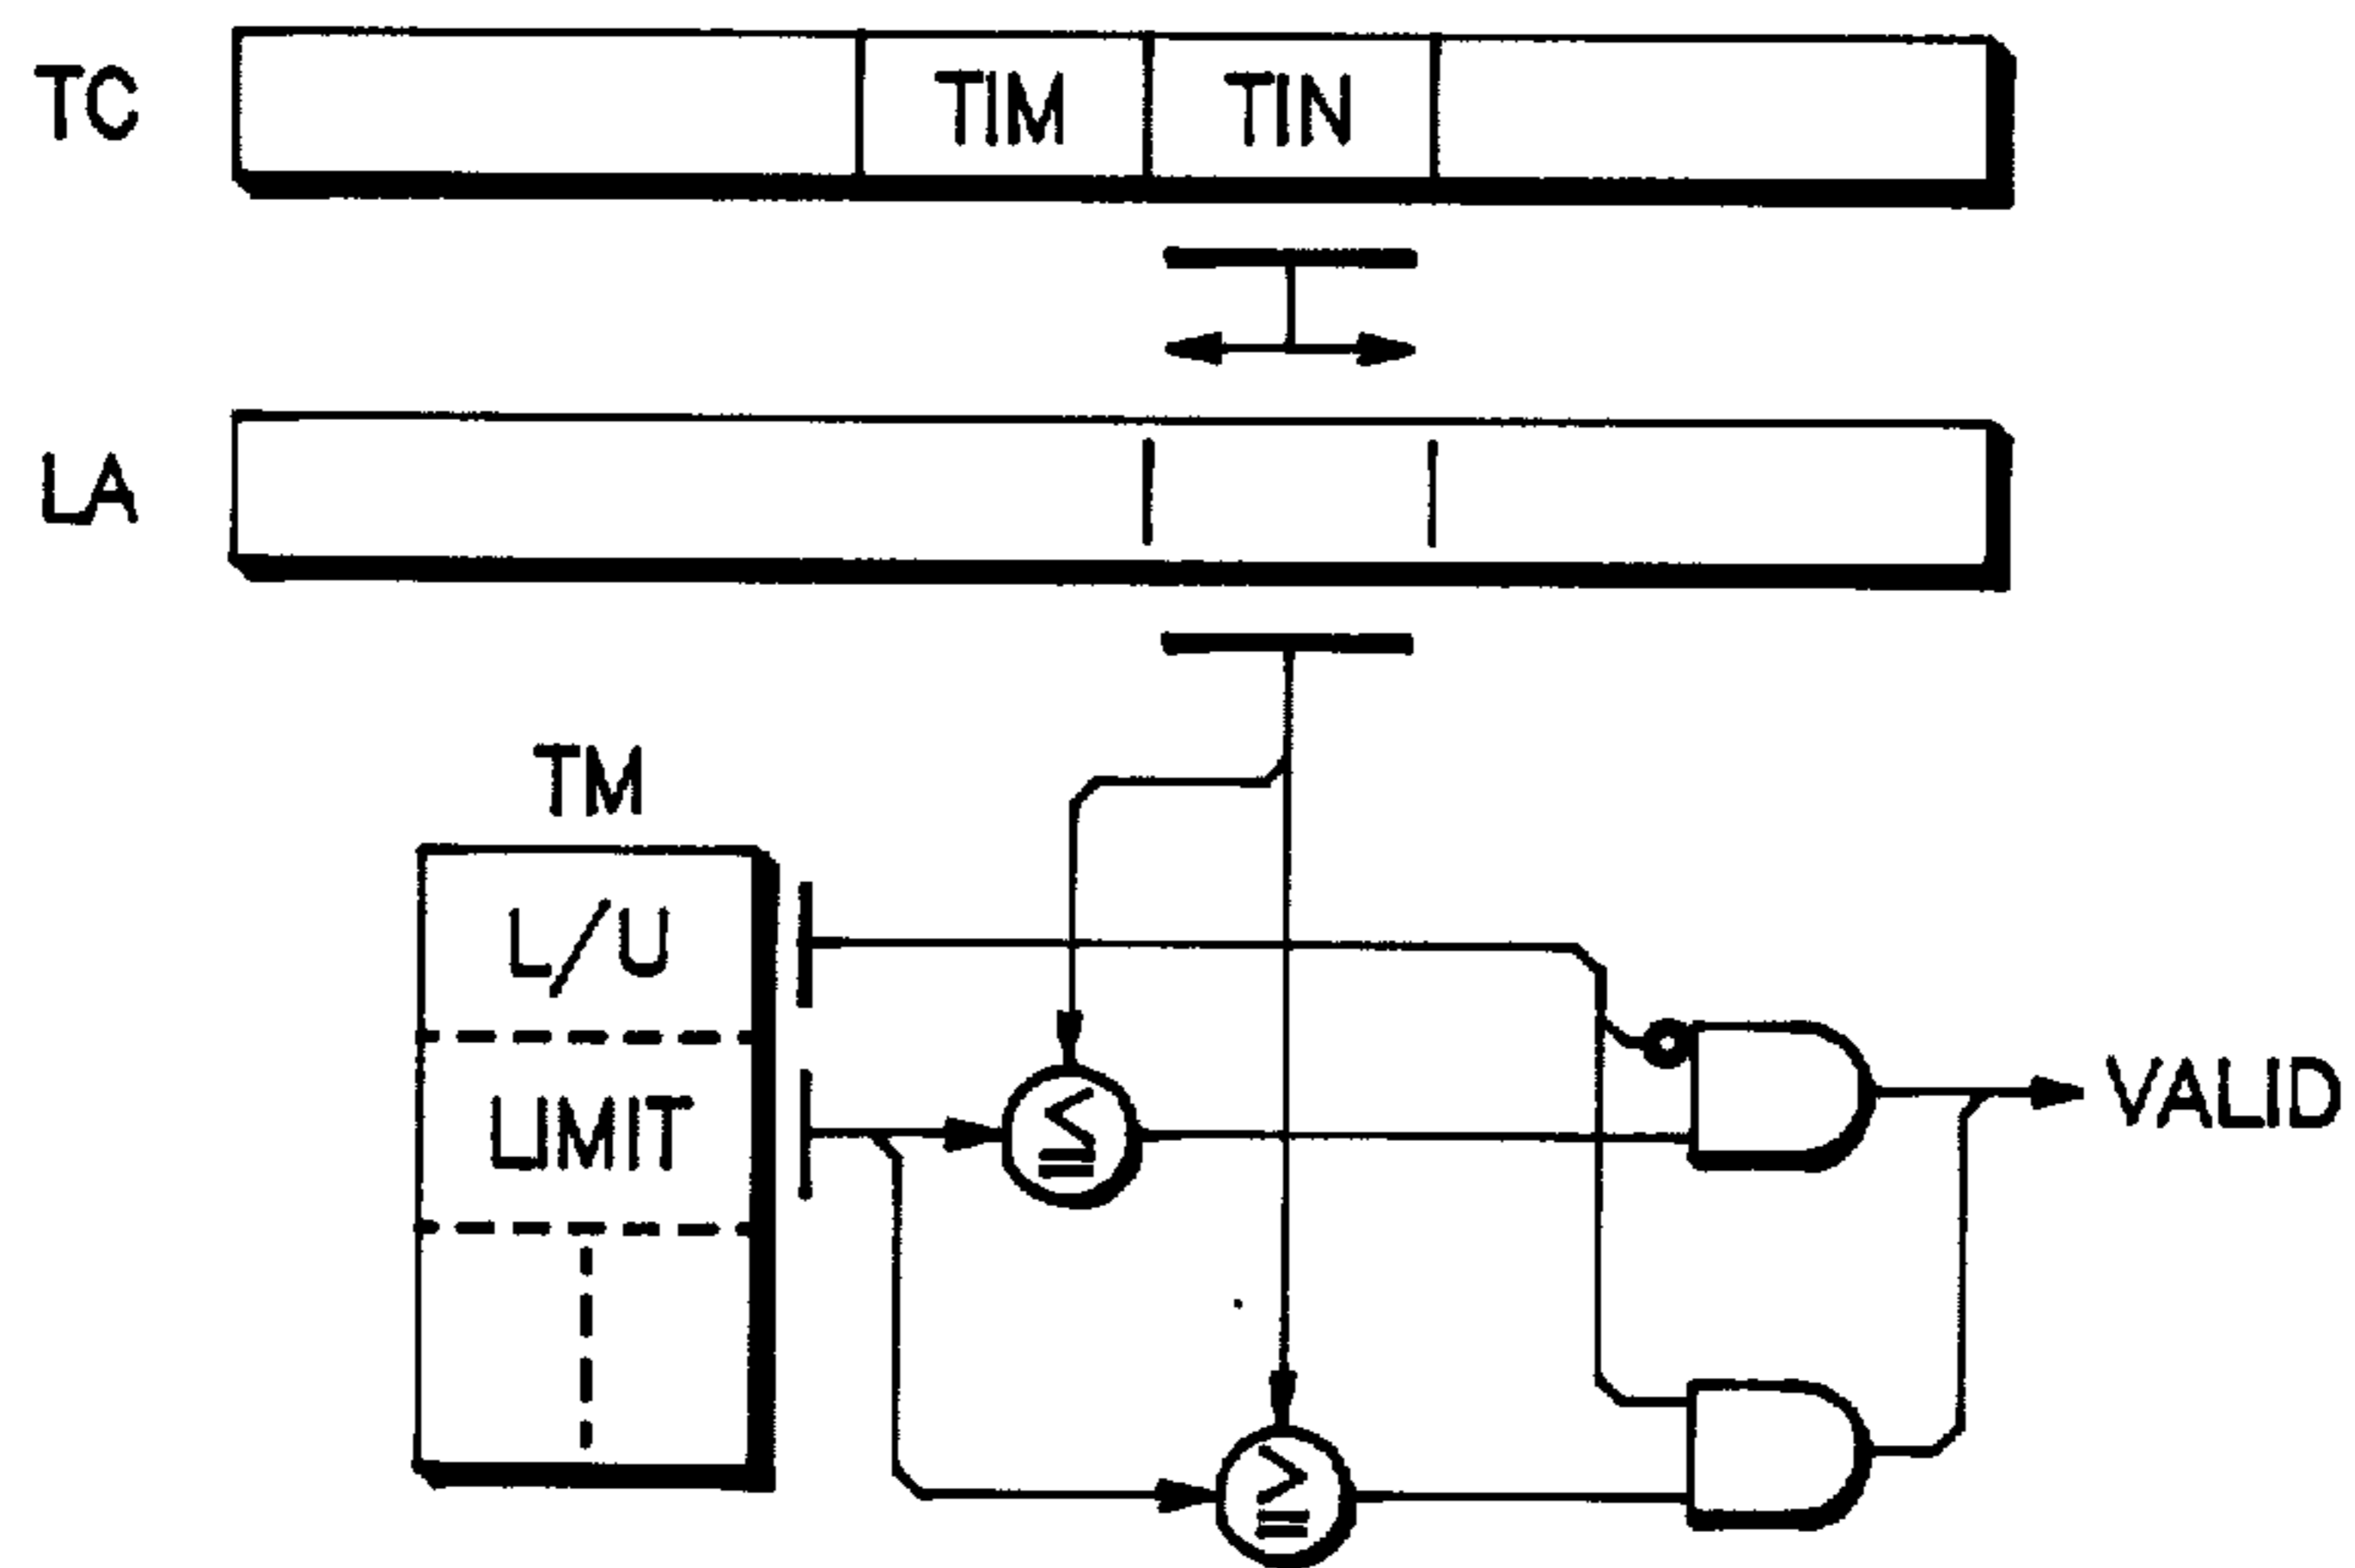 TC
TIM
TIN
LA
TM
L/U
LIMIT
≤
≥
VALID